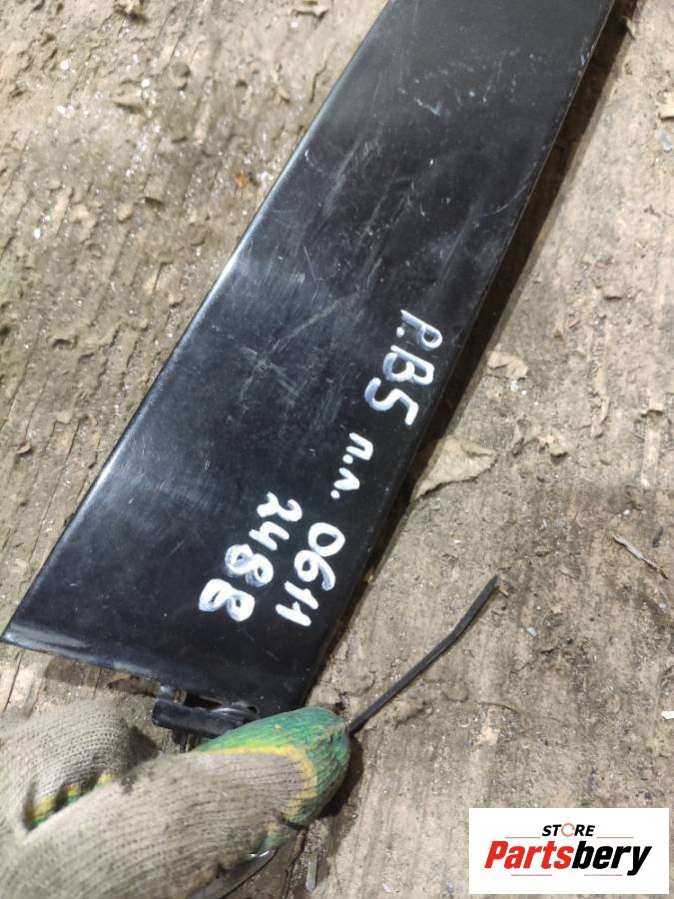 P.B5 п.л. 0611
2488
STORE
Partsbery